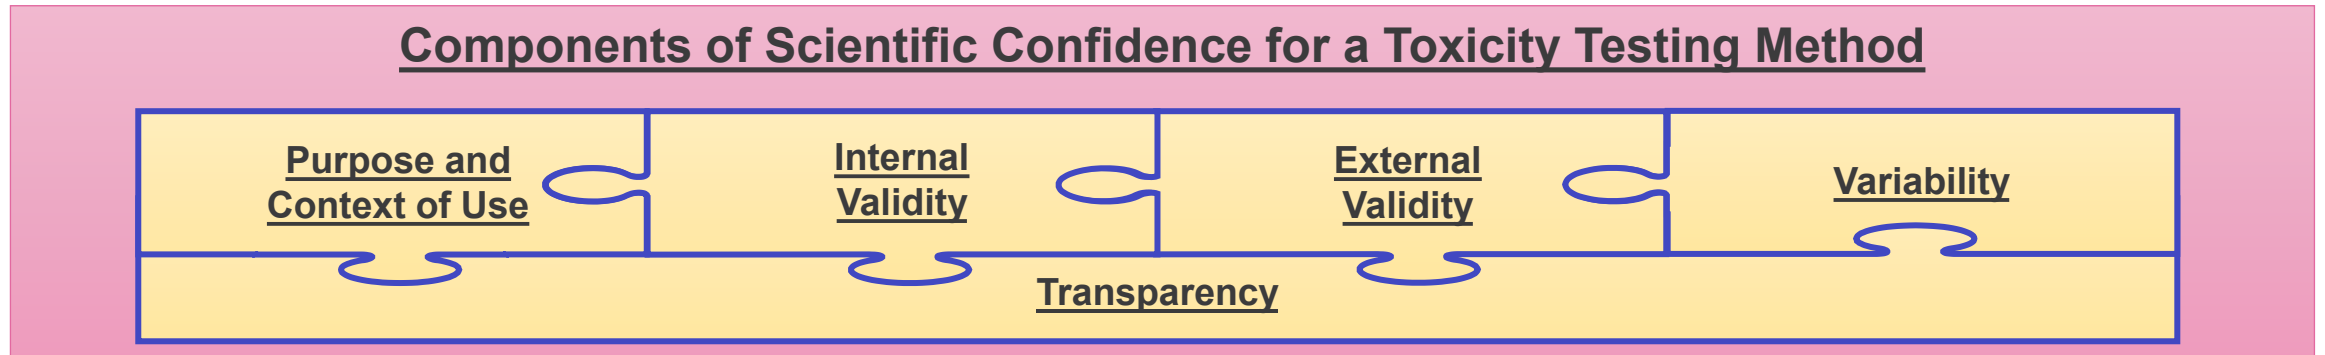 Components of Scientific Confidence for a Toxicity Testing Method
Purpose and
Context of Use
Internal
Validity
External
Validity
Variability
Transparency